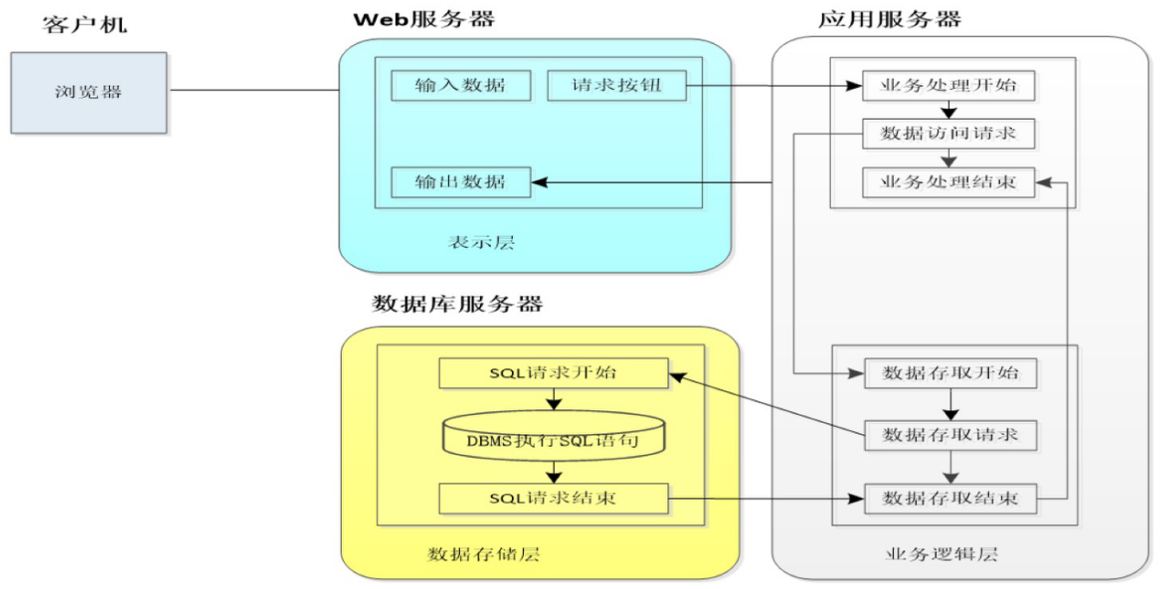 客户机
浏览器
Web服务器
输入数据
请求按钮
输出数据
表示层
应用服务器
业务处理开始
数据访问请求
业务处理结束
数据存取开始
数据存取请求
数据存取结束
业务逻辑层
数据库服务器
SQL请求开始
DBMS执行SQL语句
SQL请求结束
数据存储层